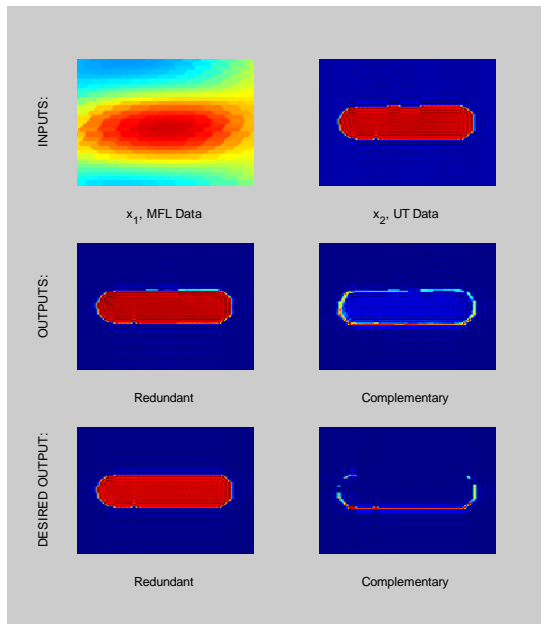 INPUTS:
x1, MFL Data
x2, UT Data
OUTPUTS:
Redundant
Complementary
DESIRED OUTPUT:
Redundant
Complementary